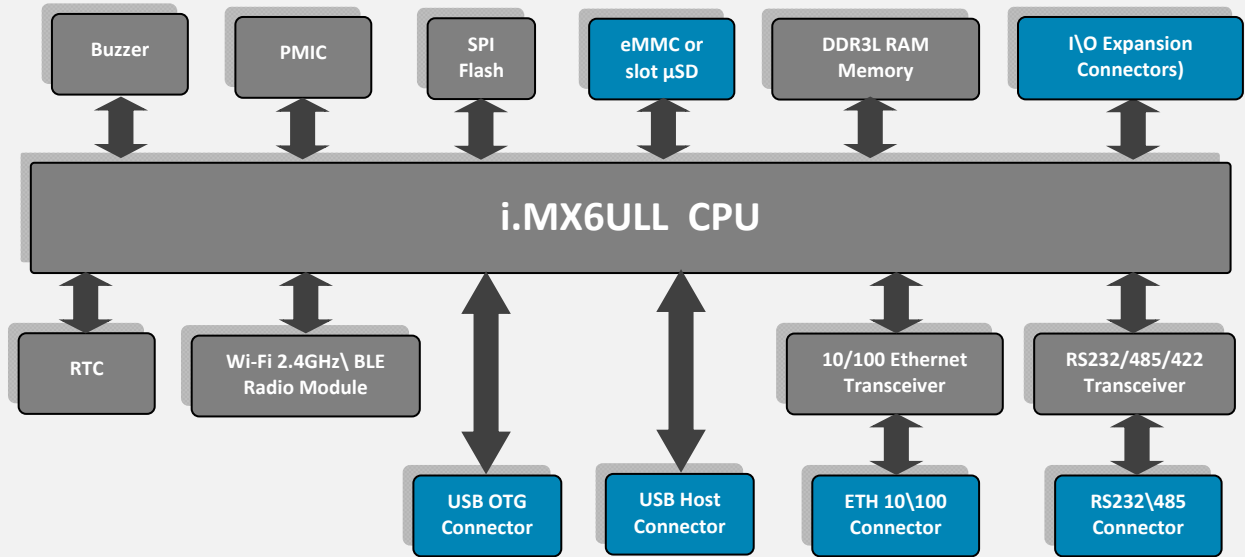 Buzzer
PMIC
SPI
Flash
eMMC or
slot µSD
DDR3L RAM
Memory
I\O Expansion
Connectors)
i.MX6ULL CPU
RTC
Wi-Fi 2.4GHz\ BLE
Radio Module
10/100 Ethernet
Transceiver
RS232/485/422
Transceiver
USB OTG
Connector
USB Host
Connector
ETH 10\100
Connector
RS232\485
Connector